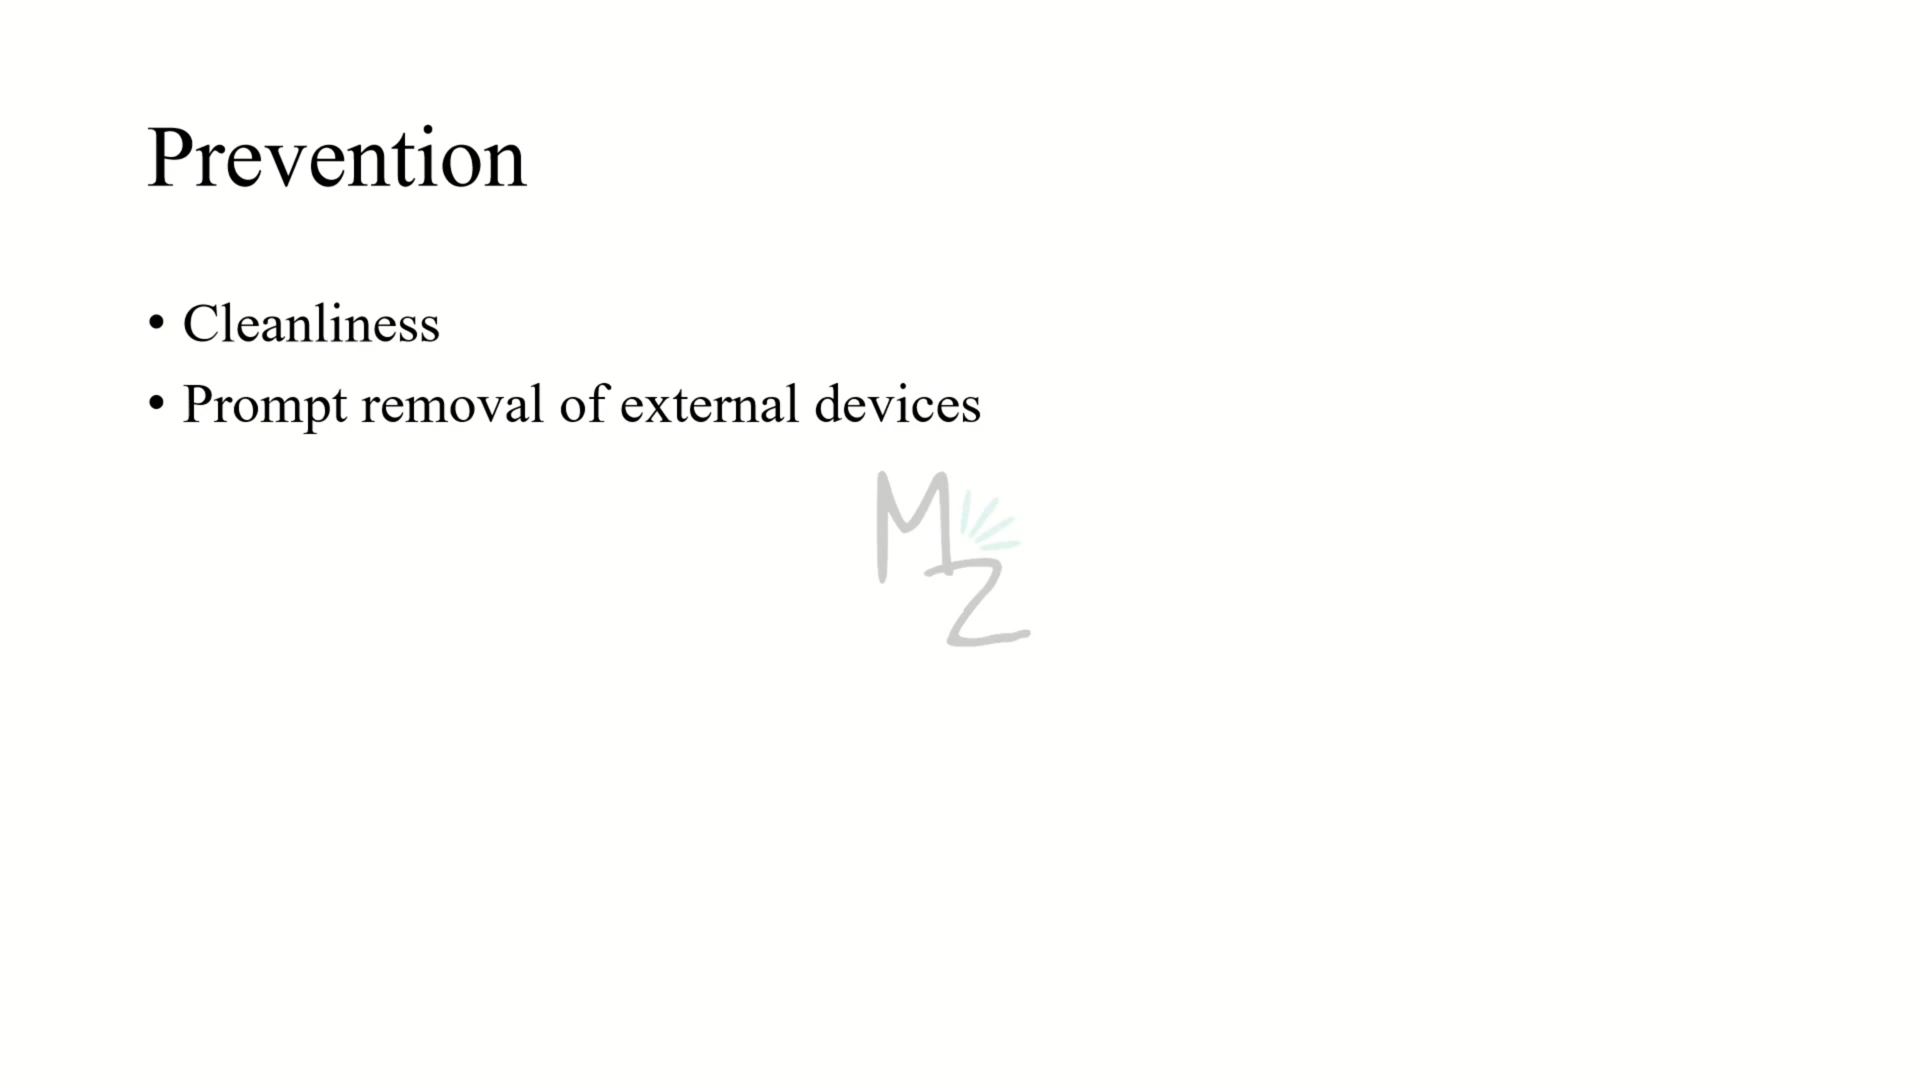 Prevention
• Cleanliness
• Prompt removal of external devices
MZ